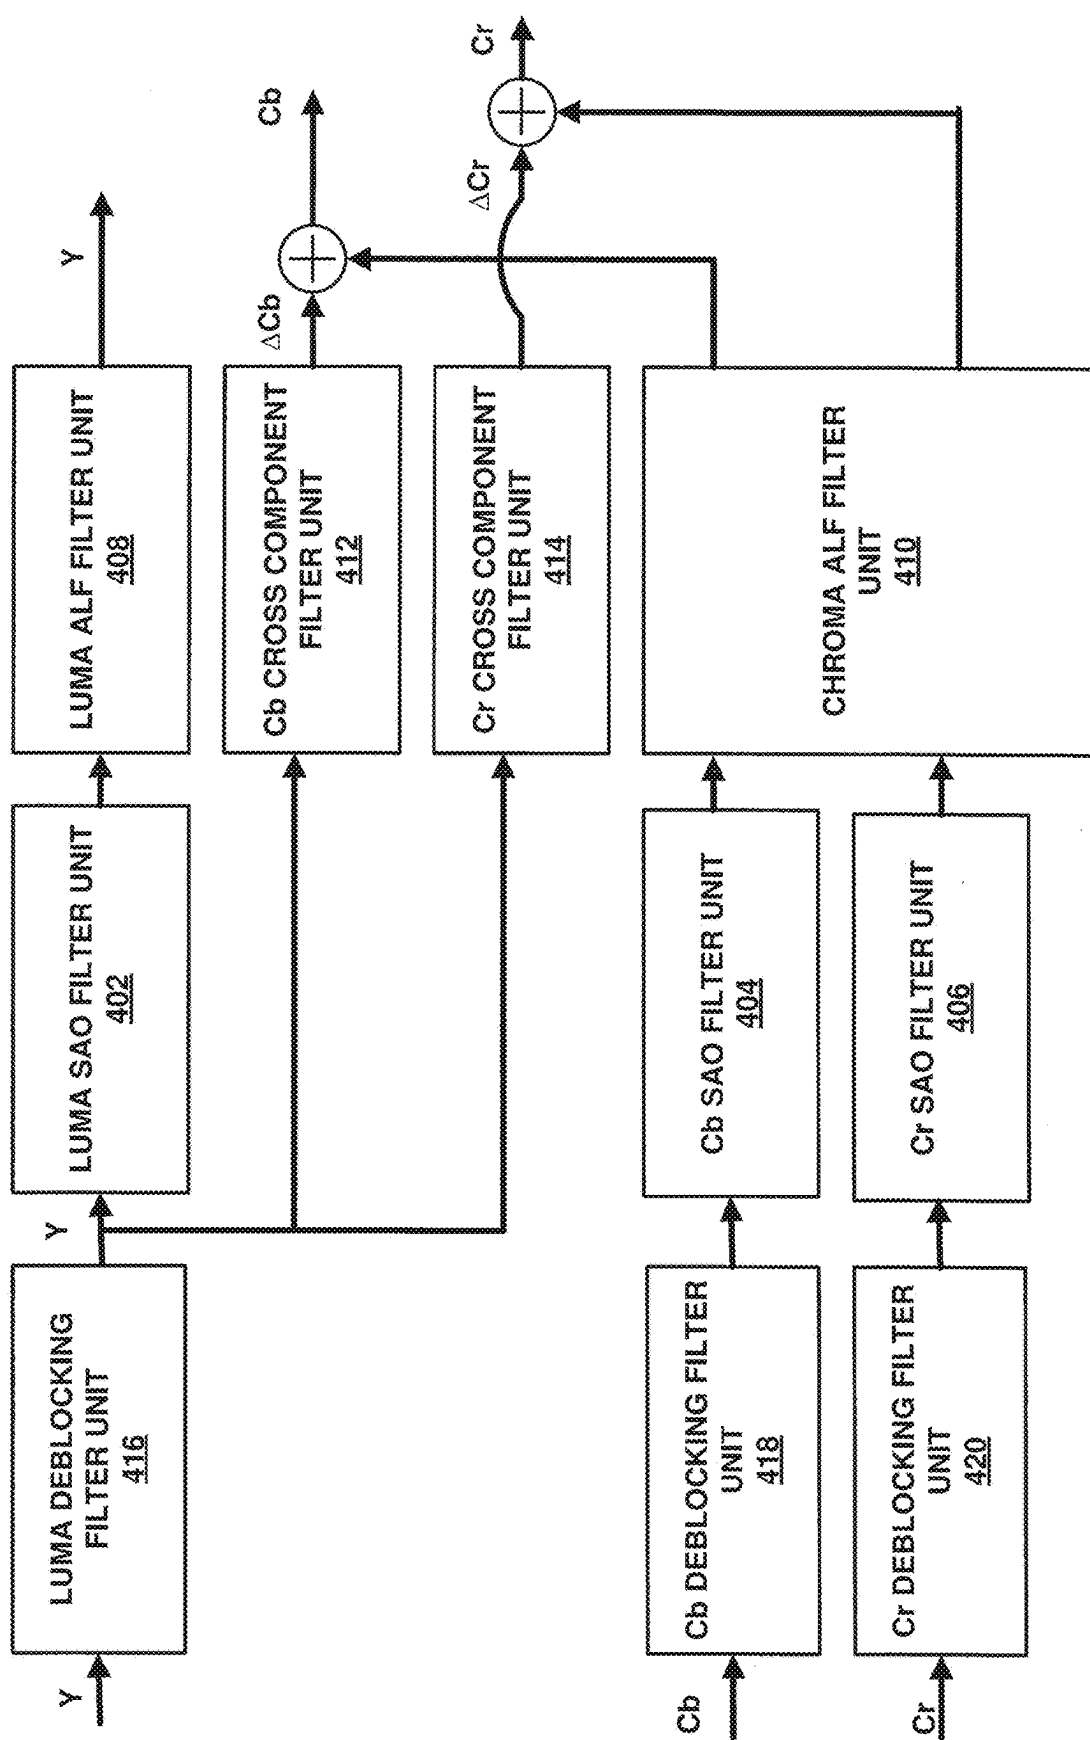 Y
LUMA DEBLOCKING
FILTER UNIT
416
Y
LUMA SAO FILTER UNIT
402
LUMA ALF FILTER UNIT
408
Y
Cb CROSS COMPONENT
FILTER UNIT
412
ΔCb
Cb
Cr CROSS COMPONENT
FILTER UNIT
414
ΔCr
Cr
Cb
Cb DEBLOCKING FILTER
UNIT
418
Cb SAO FILTER UNIT
404
CHROMA ALF FILTER
UNIT
410
Cr
Cr DEBLOCKING FILTER
UNIT
420
Cr SAO FILTER UNIT
406